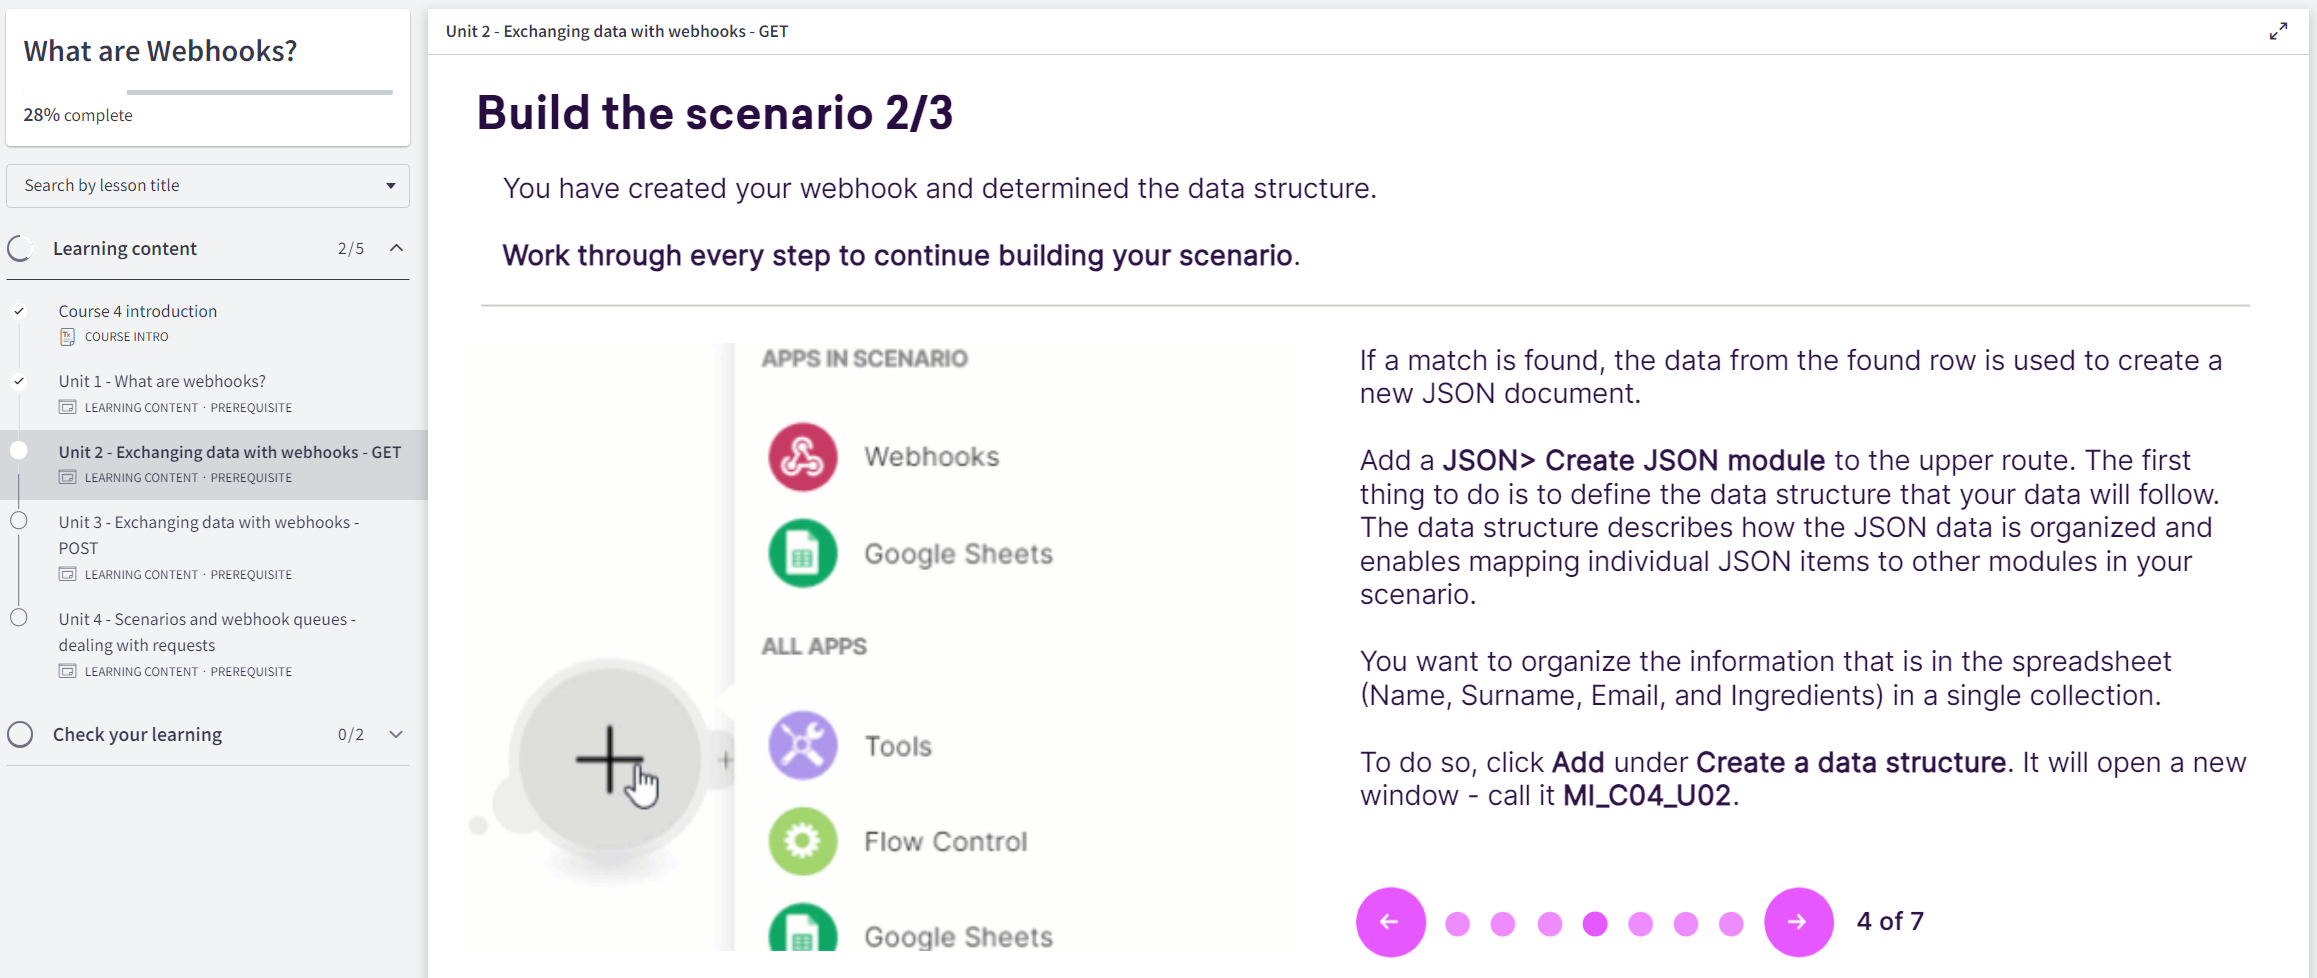 What are Webhooks?
28% complete
Search by lesson title
Learning content 2/5
Course 4 introduction
COURSE INTRO
Unit 1 - What are webhooks?
LEARNING CONTENT · PREREQUISITE
Unit 2 - Exchanging data with webhooks - GET
LEARNING CONTENT · PREREQUISITE
Unit 3 - Exchanging data with webhooks -
POST
LEARNING CONTENT · PREREQUISITE
Unit 4 - Scenarios and webhook queues -
dealing with requests
LEARNING CONTENT · PREREQUISITE
Check your learning 0/2
Unit 2 - Exchanging data with webhooks - GET
Build the scenario 2/3
You have created your webhook and determined the data structure.
Work through every step to continue building your scenario.
APPS IN SCENARIO
Webhooks
Google Sheets
ALL APPS
Tools
Flow Control
Google Sheets
If a match is found, the data from the found row is used to create a
new JSON document.
Add a JSON> Create JSON module to the upper route. The first
thing to do is to define the data structure that your data will follow.
The data structure describes how the JSON data is organized and
enables mapping individual JSON items to other modules in your
scenario.
You want to organize the information that is in the spreadsheet
(Name, Surname, Email, and Ingredients) in a single collection.
To do so, click Add under Create a data structure. It will open a new
window - call it MI_C04_U02.
4 of 7